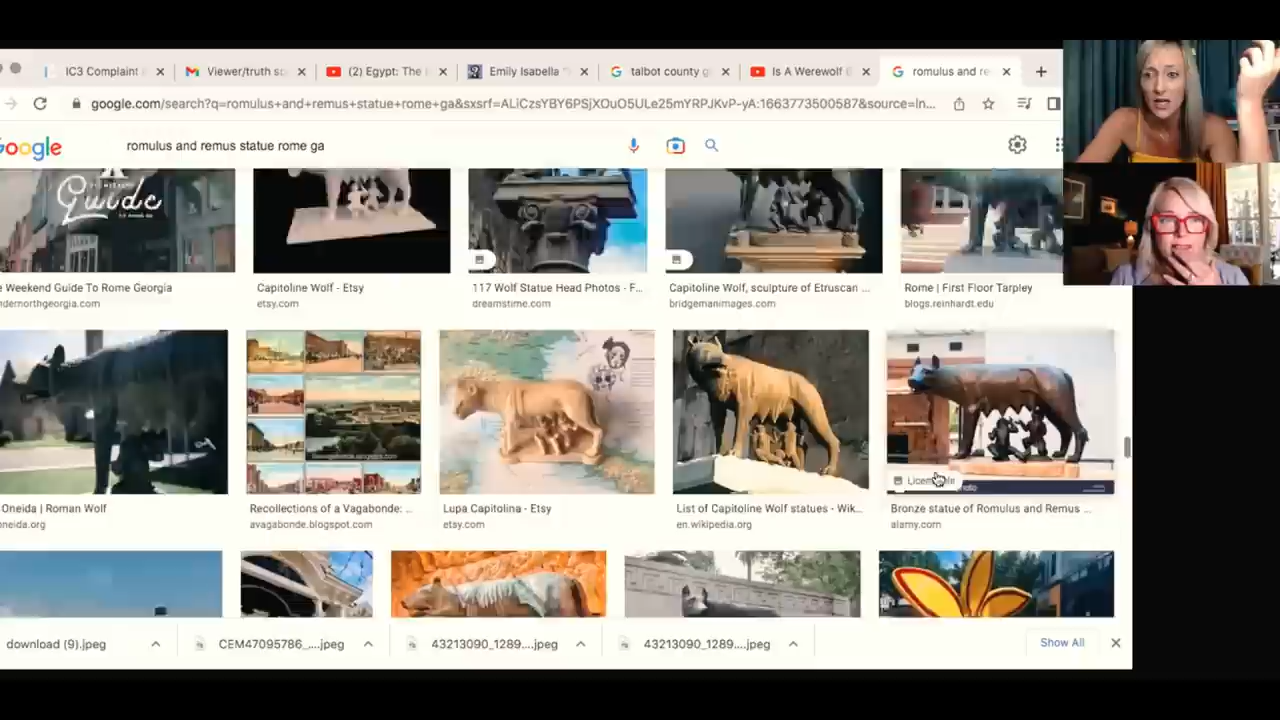 IC3 Complaint
Viewer/truth so
(2) Egypt: The
Emily Isabella
talbot county g
Is A Werewolf
romulus and re
google.com/search?q=romulus+and+remus+statue+rome+ga&sxsrf=ALiCzsYBY6PSjXOuO5ULe25mYRPJKvP-yA:1663773500587&source=ln...
oogle
romulus and remus statue rome ga
Guide
e Weekend Guide To Rome Georgia
ndernorthgeorgia.com
Capitoline Wolf - Etsy
etsy.com
117 Wolf Statue Head Photos - F...
dreamstime.com
Capitoline Wolf, sculpture of Etruscan ...
bridgemanimages.com
Rome | First Floor Tarpley
blogs.reinhardt.edu
Oneida | Roman Wolf
oneida.org
Recollections of a Vagabonde: ...
avagabonde.blogspot.com
Lupa Capitolina - Etsy
etsy.com
List of Capitoline Wolf statues - Wik...
en.wikipedia.org
Bronze statue of Romulus and Remus ...
alamy.com
download (9).jpeg
CEM47095786_....jpeg
43213090_1289....jpeg
43213090_1289....jpeg
Show All